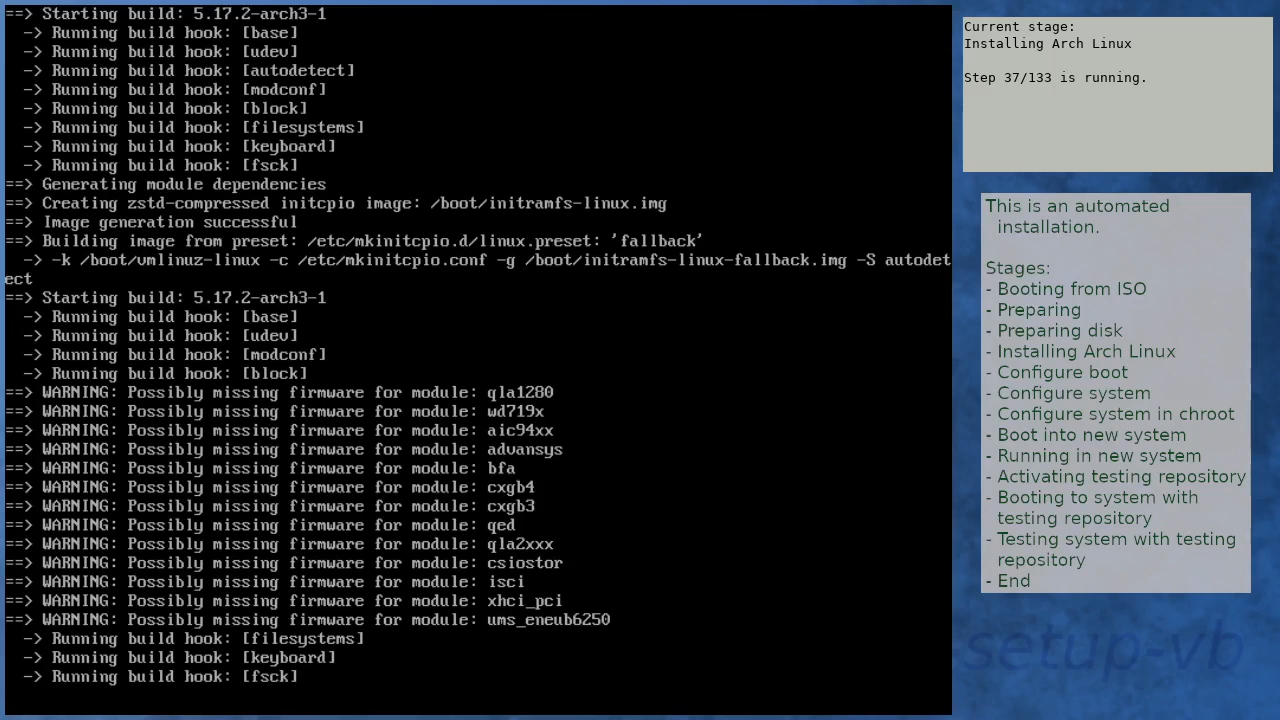 ==> Starting build: 5.17.2-arch3-1
  -> Running build hook: [base]
  -> Running build hook: [udev]
  -> Running build hook: [autodetect]
  -> Running build hook: [modconf]
  -> Running build hook: [block]
  -> Running build hook: [filesystems]
  -> Running build hook: [keyboard]
  -> Running build hook: [fsck]
==> Generating module dependencies
==> Creating zstd-compressed initcpio image: /boot/initramfs-linux.img
==> Image generation successful
==> Building image from preset: /etc/mkinitcpio.d/linux.preset: 'fallback'
  -> -k /boot/vmlinuz-linux -c /etc/mkinitcpio.conf -g /boot/initramfs-linux-fallback.img -S autodet
ect
==> Starting build: 5.17.2-arch3-1
  -> Running build hook: [base]
  -> Running build hook: [udev]
  -> Running build hook: [modconf]
  -> Running build hook: [block]
==> WARNING: Possibly missing firmware for module: qla1280
==> WARNING: Possibly missing firmware for module: wd719x
==> WARNING: Possibly missing firmware for module: aic94xx
==> WARNING: Possibly missing firmware for module: advansys
==> WARNING: Possibly missing firmware for module: bfa
==> WARNING: Possibly missing firmware for module: cxgb4
==> WARNING: Possibly missing firmware for module: cxgb3
==> WARNING: Possibly missing firmware for module: qed
==> WARNING: Possibly missing firmware for module: qla2xxx
==> WARNING: Possibly missing firmware for module: csiostor
==> WARNING: Possibly missing firmware for module: isci
==> WARNING: Possibly missing firmware for module: xhci_pci
==> WARNING: Possibly missing firmware for module: ums_eneub6250
  -> Running build hook: [filesystems]
  -> Running build hook: [keyboard]
  -> Running build hook: [fsck]
Current stage:
Installing Arch Linux
Step 37/133 is running.
This is an automated
installation.
Stages:
- Booting from ISO
- Preparing
- Preparing disk
- Installing Arch Linux
- Configure boot
- Configure system
- Configure system in chroot
- Boot into new system
- Running in new system
- Activating testing repository
- Booting to system with
testing repository
- Testing system with testing
repository
- End
setup-vb